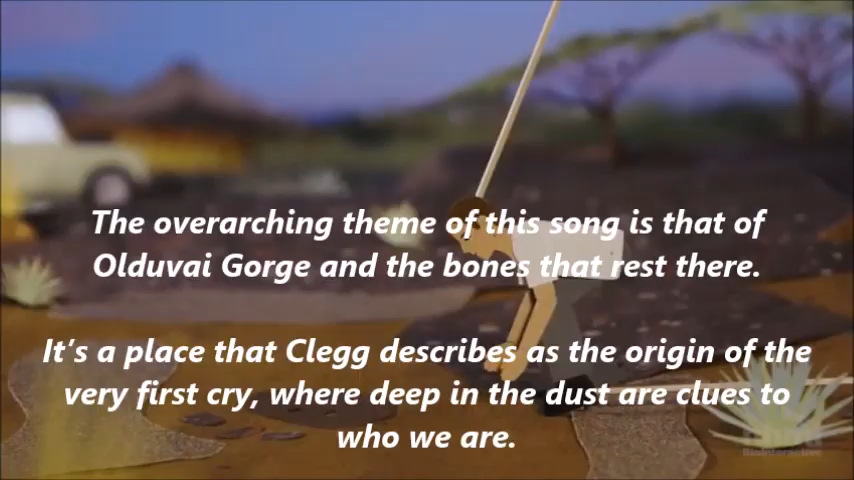 The overarching theme of this song is that of
Olduvai Gorge and the bones that rest there.
It's a place that Clegg describes as the origin of the
very first cry, where deep in the dust are clues to
who we are.
BioInteractive